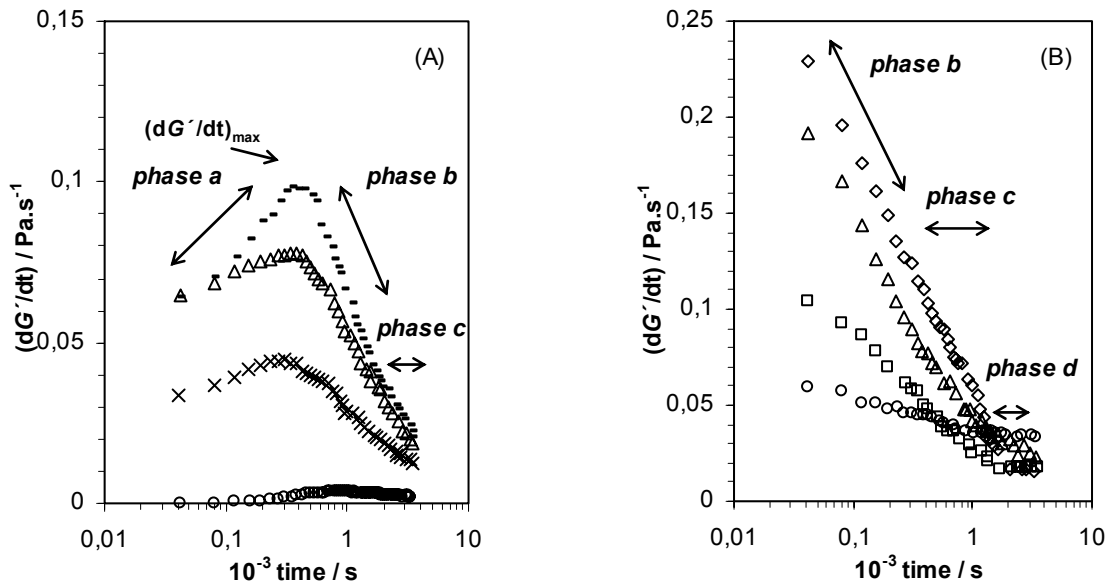 (A)
0,15
(dG´/dt)max
phase a
phase b
0,1
phase c
0,05
0
(dG´/dt) / Pa.s-1
0,01 0,1 1 10
10-3 time / s
(B)
0,25
phase b
0,2
phase c
0,15
0,1
phase d
0,05
0
(dG´/dt) / Pa.s-1
0,01 0,1 1 10
10-3 time / s